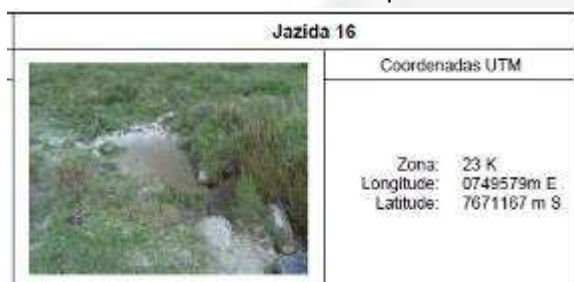 Jazida 16
Coordenadas UTM
Zona: 23 K
Longitude: 0749579m E
Latitude: 7671167 m S